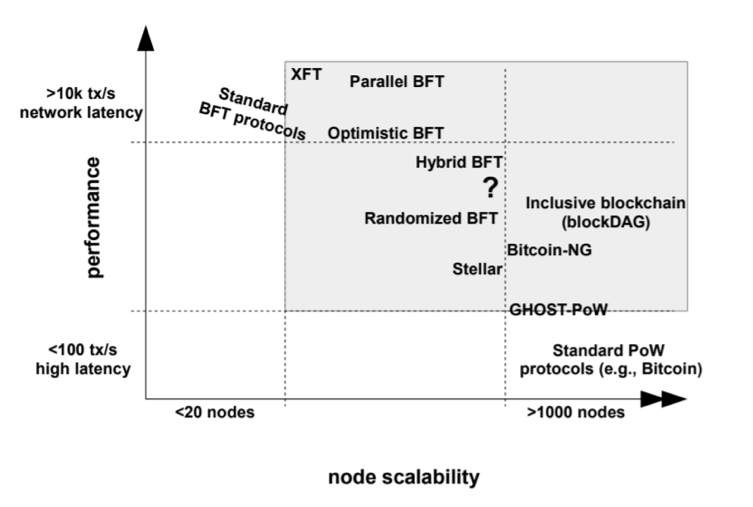 XFT
Parallel BFT
>10k tx/s
network latency
Standard
BFT protocols
Optimistic BFT
Hybrid BFT
?
performance
Randomized BFT
Inclusive blockchain
(blockDAG)
Bitcoin-NG
Stellar
GHOST-PoW
<100 tx/s
high latency
Standard PoW
protocols (e.g., Bitcoin)
<20 nodes
>1000 nodes
node scalability